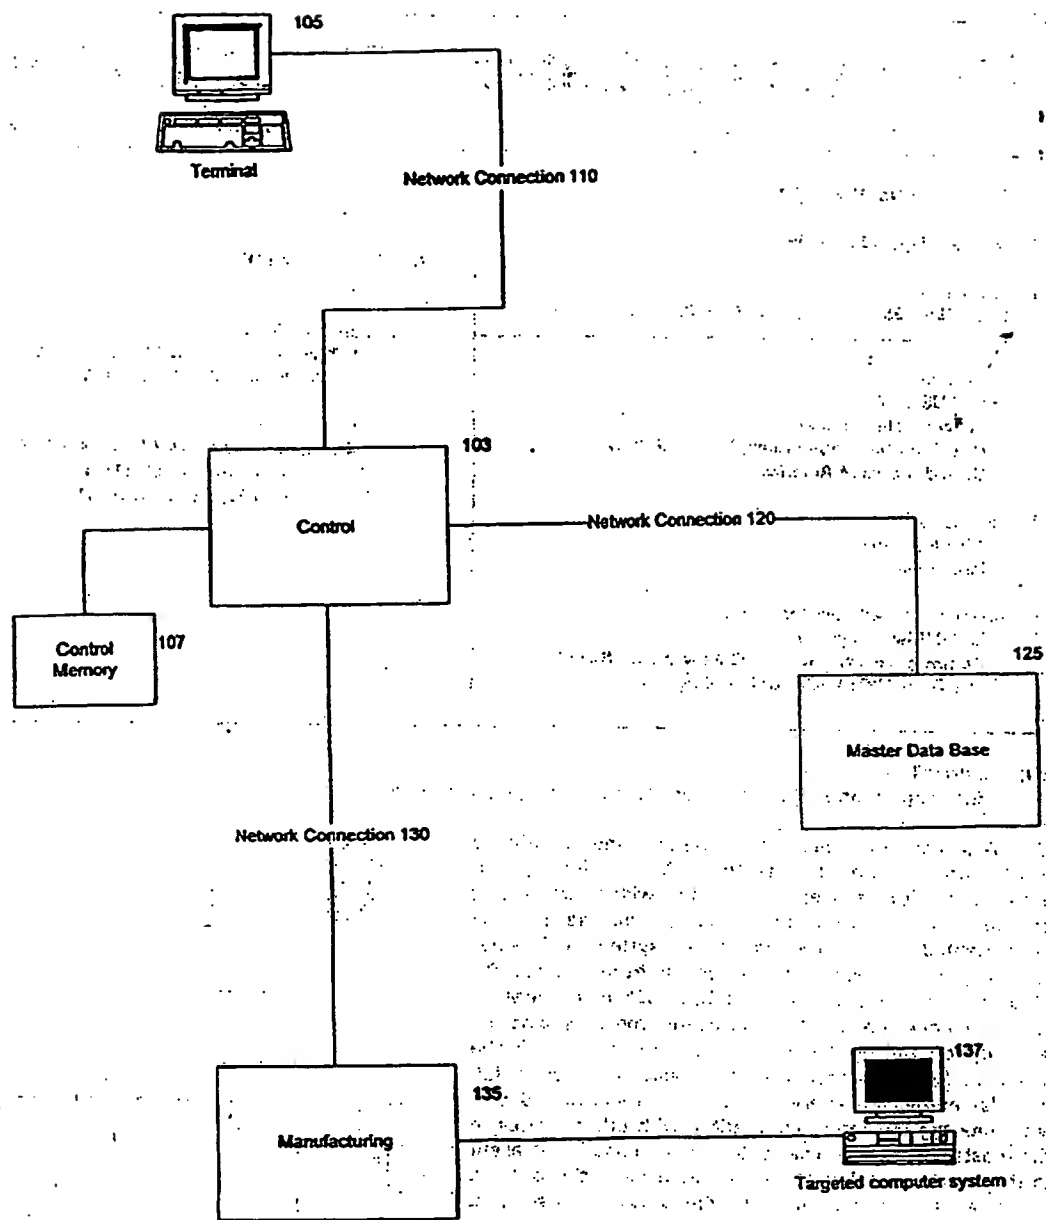 105
Terminal
Network Connection 110
103
Control
Network Connection 120
Control
Memory
107
125
Master Data Base
Network Connection 130
137
135
Manufacturing
Targeted computer system